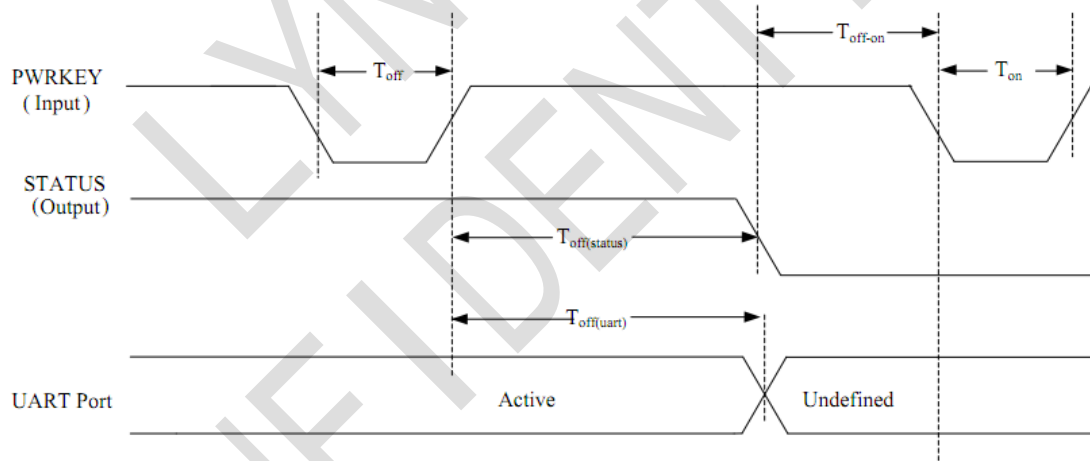 T_off-on
T_off
T_on
PWRKEY
( Input )
STATUS
(Output)
T_off(status)
T_off(uart)
UART Port
Active
Undefined